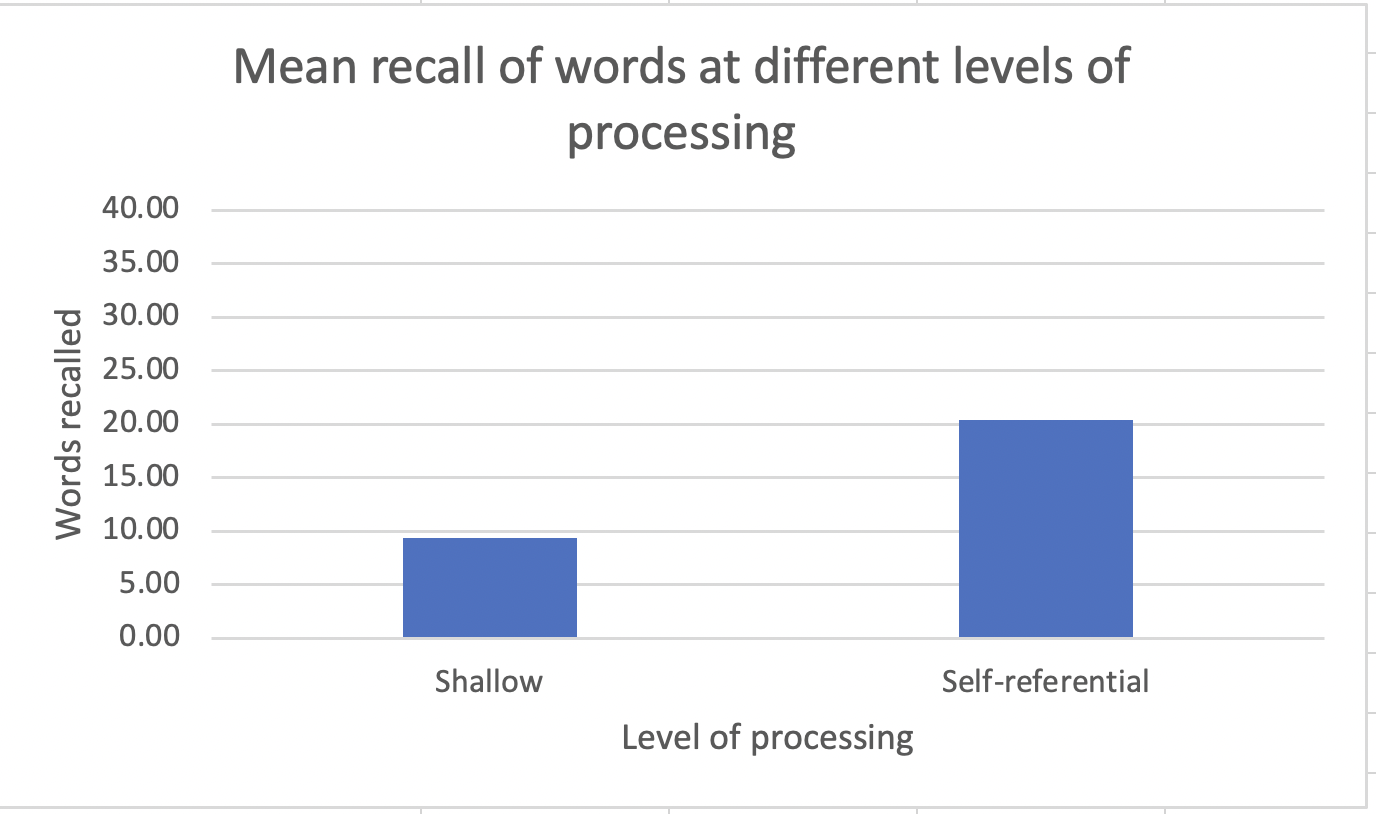 Mean recall of words at different levels of
processing
40.00
35.00
30.00
25.00
20.00
15.00
10.00
5.00
0.00
Words recalled
Shallow
Self-referential
Level of processing